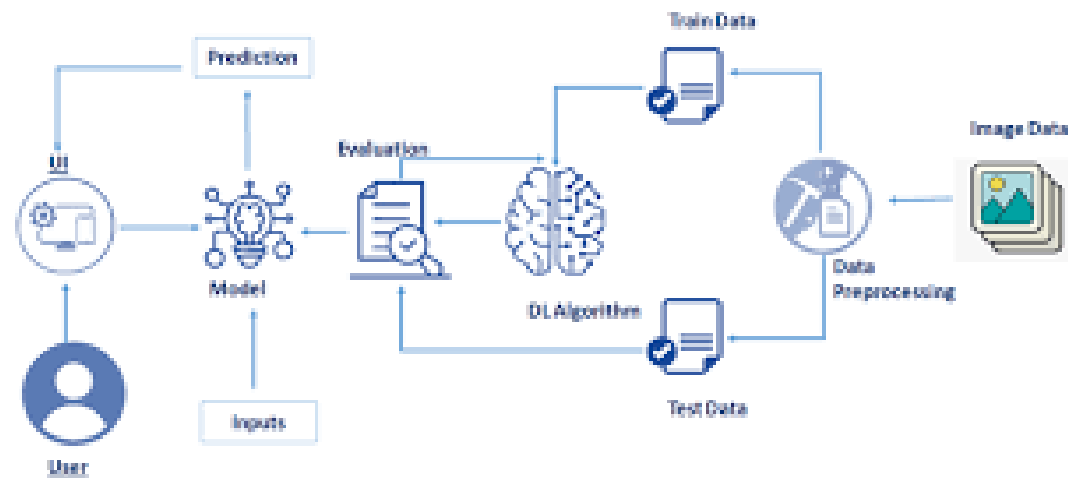 Train Data
Prediction
Image Data
Evaluation
UI
Data
Preprocessing
Model
DL Algorithm
Test Data
Inputs
User